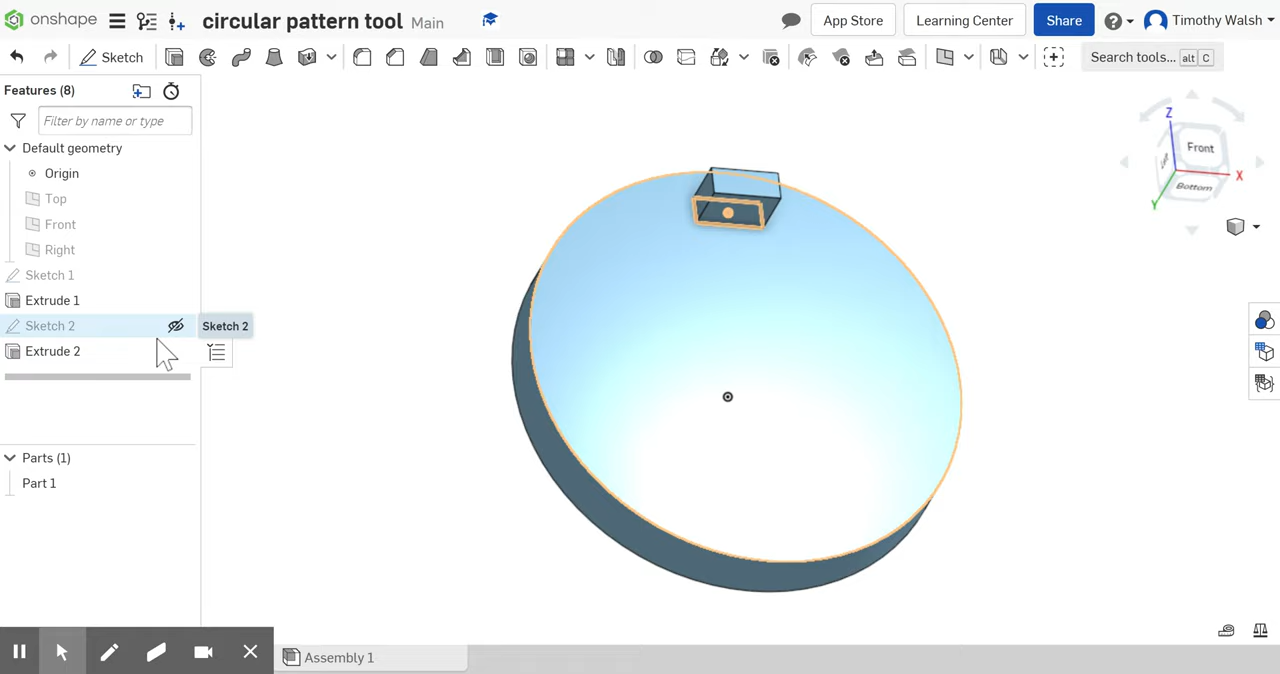 onshape
circular pattern tool Main
App Store
Learning Center
Share
Timothy Walsh
Sketch
Search tools... alt C
Features (8)
Filter by name or type
Default geometry
Origin
Top
Front
Right
Sketch 1
Extrude 1
Sketch 2
Sketch 2
Extrude 2
Parts (1)
Part 1
Z
Front
X
Bottom
Y
Assembly 1